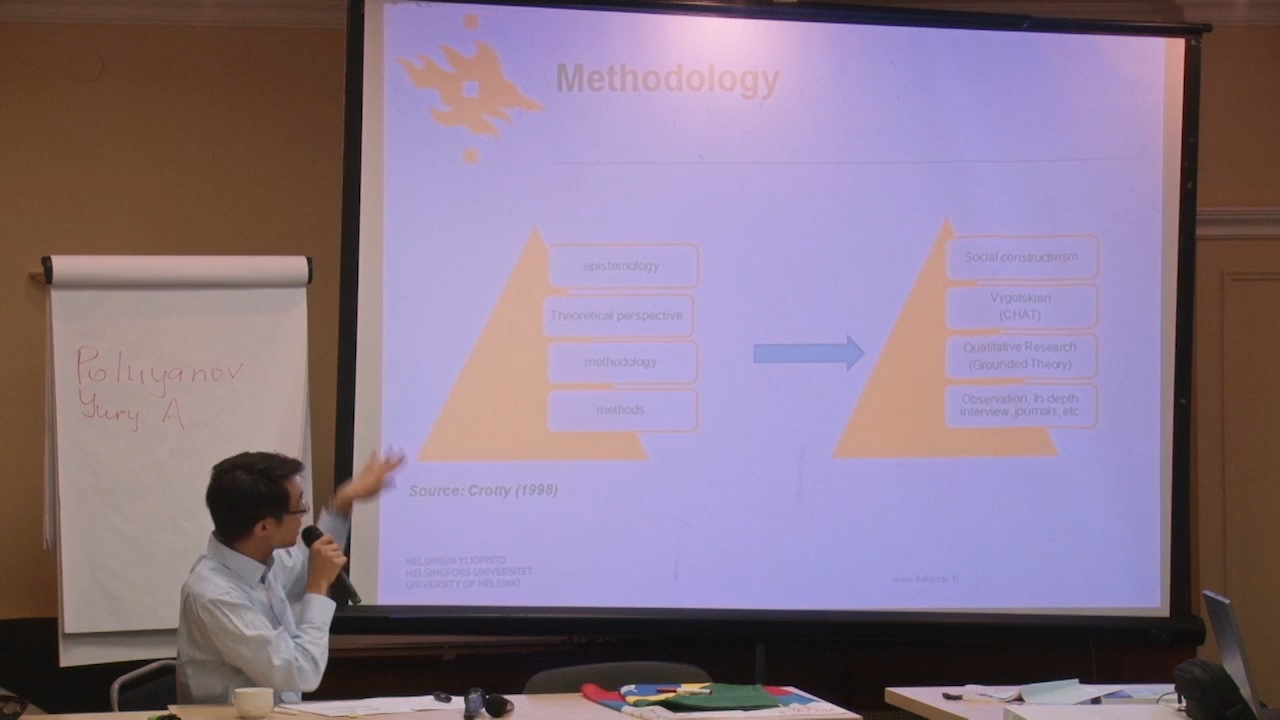 Methodology
Poluyanov
Yury A
epistemology
Theoretical perspective
methodology
methods
Social constructivism
Vygotskian
(CHAT)
Qualitative Research
(Grounded Theory)
Observation, In-depth
interview, journals, etc
Source: Crotty (1998)
HELSINGIN YLIOPISTO
HELSINGFORS UNIVERSITET
UNIVERSITY OF HELSINKI
www.helsinki.fi